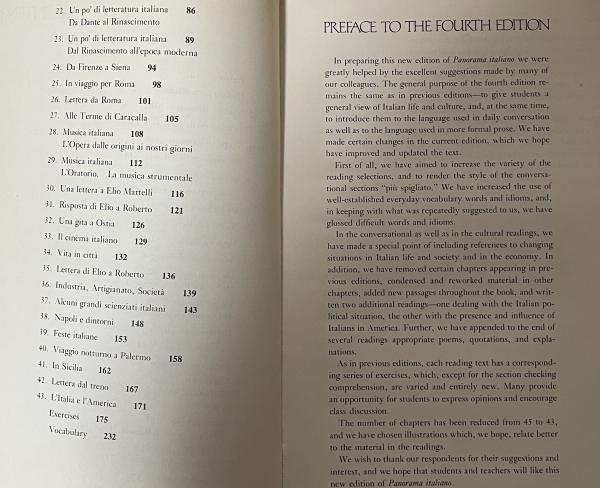 22. Un po' di letteratura italiana 86
Da Dante al Rinascimento
23. Un po' di letteratura italiana 89
Dal Rinascimento all'epoca moderna
24. Da Firenze a Siena 94
25. In viaggio per Roma 98
26. Lettera da Roma 101
27. Alle Terme di Caracalla 105
28. Musica italiana 108
L'Opera dalle origini ai nostri giorni
29. Musica italiana 112
L'Oratorio. La musica strumentale
30. Una lettera a Elio Martelli 116
31. Risposta di Elio a Roberto 121
32. Una gita a Ostia 126
33. Il cinema italiano 129
34. Vita in città 132
35. Lettera di Elio a Roberto 136
36. Industria, Artigianato, Società 139
37. Alcuni grandi scienziati italiani 143
38. Napoli e dintorni 148
39. Feste italiane 153
40. Viaggio notturno a Palermo 158
41. In Sicilia 162
42. Lettera dal treno 167
43. L'Italia e l'America 171
Exercises 175
Vocabulary 232
PREFACE TO THE FOURTH EDITION
In preparing this new edition of Panorama italiano we were
greatly helped by the excellent suggestions made by many of
our colleagues. The general purpose of the fourth edition re-
mains the same as in previous editions—to give students a
general view of Italian life and culture, and, at the same time,
to introduce them to the language used in daily conversation
as well as to the language used in more formal prose. We have
made certain changes in the current edition, which we hope
have improved and updated the text.
First of all, we have aimed to increase the variety of the
reading selections, and to render the style of the conversa-
tional sections "più spigliato." We have increased the use of
well-established everyday vocabulary words and idioms, and,
in keeping with what was repeatedly suggested to us, we have
glossed difficult words and idioms.
In the conversational as well as in the cultural readings, we
have made a special point of including references to changing
situations in Italian life and society and in the economy. In
addition, we have removed certain chapters appearing in pre-
vious editions, condensed and reworked material in other
chapters, added new passages throughout the book, and writ-
ten two additional readings—one dealing with the Italian po-
litical situation, the other with the presence and influence of
Italians in America. Further, we have appended to the end of
several readings appropriate poems, quotations, and expla-
nations.
As in previous editions, each reading text has a correspond-
ing series of exercises, which, except for the section checking
comprehension, are varied and entirely new. Many provide
an opportunity for students to express opinions and encourage
class discussion.
The number of chapters has been reduced from 45 to 43,
and we have chosen illustrations which, we hope, relate better
to the material in the readings.
We wish to thank our respondents for their suggestions and
interest, and we hope that students and teachers will like this
new edition of Panorama italiano.